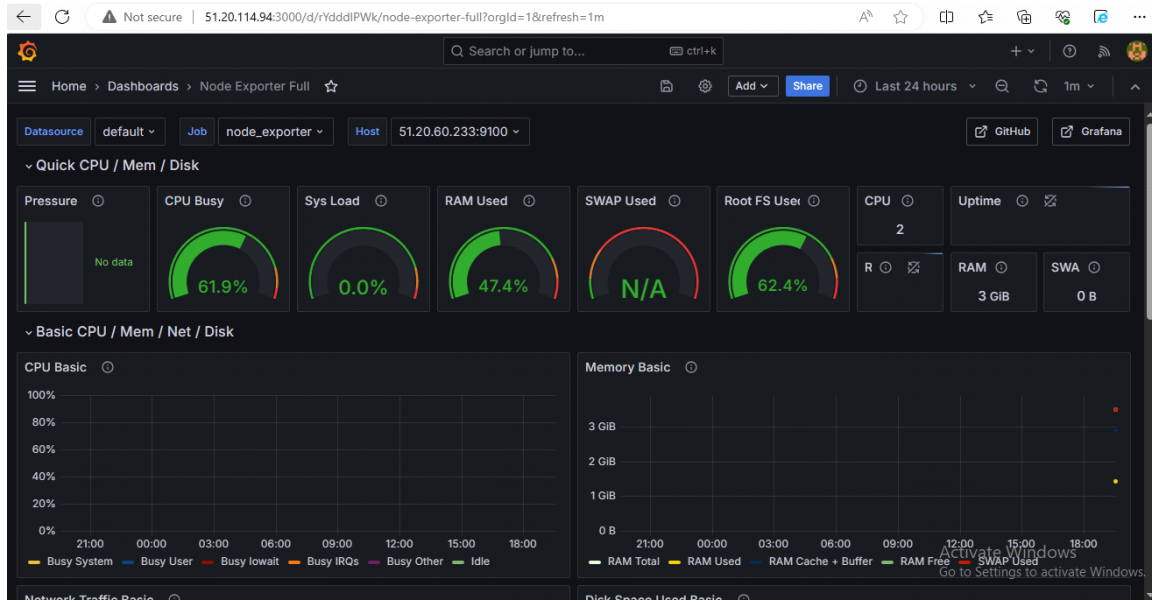 Not secure 51.20.114.94:3000/d/rYdddlPWk/node-exporter-full?orgId=1&refresh=1m
Search or jump to... ctrl+k
Home › Dashboards › Node Exporter Full Add Share Last 24 hours 1m
Datasource default Job node_exporter Host 51.20.60.233:9100 GitHub Grafana
Quick CPU / Mem / Disk
Pressure CPU Busy Sys Load RAM Used SWAP Used Root FS Used CPU Uptime
2
No data
R RAM SWA
61.9% 0.0% 47.4% N/A 62.4%
3 GiB 0 B
Basic CPU / Mem / Net / Disk
CPU Basic Memory Basic
100%
80%
60%
40%
20%
0%
21:00 00:00 03:00 06:00 09:00 12:00 15:00 18:00
Busy System Busy User Busy Iowait Busy IRQs Busy Other Idle
3 GiB
2 GiB
1 GiB
0 B
21:00 00:00 03:00 06:00 09:00 12:00 15:00 18:00
RAM Total RAM Used RAM Cache + Buffer RAM Free SWAP Used
Activate Windows
Go to Settings to activate Windows.
Network Traffic Basic Disk Space Used Basic